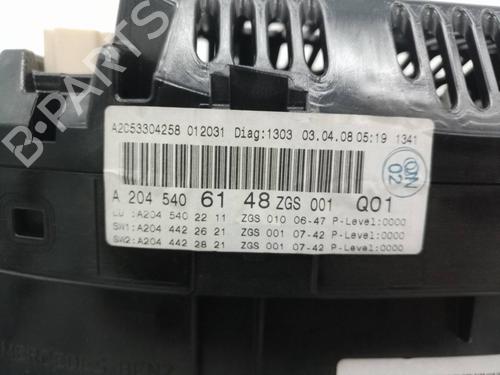 B-PARTS
A2C53304258 012031 Diag:1303 03.04.08 05:19 1341
QN
02
A 204 540 61 48 ZGS 001 Q01
LU :A204 540 22 11 ZGS 010 06-47 P-Level:0000
SW1:A204 442 26 21 ZGS 001 07-42 P-Level:0000
SW2:A204 442 28 21 ZGS 001 07-42 P-Level:0000